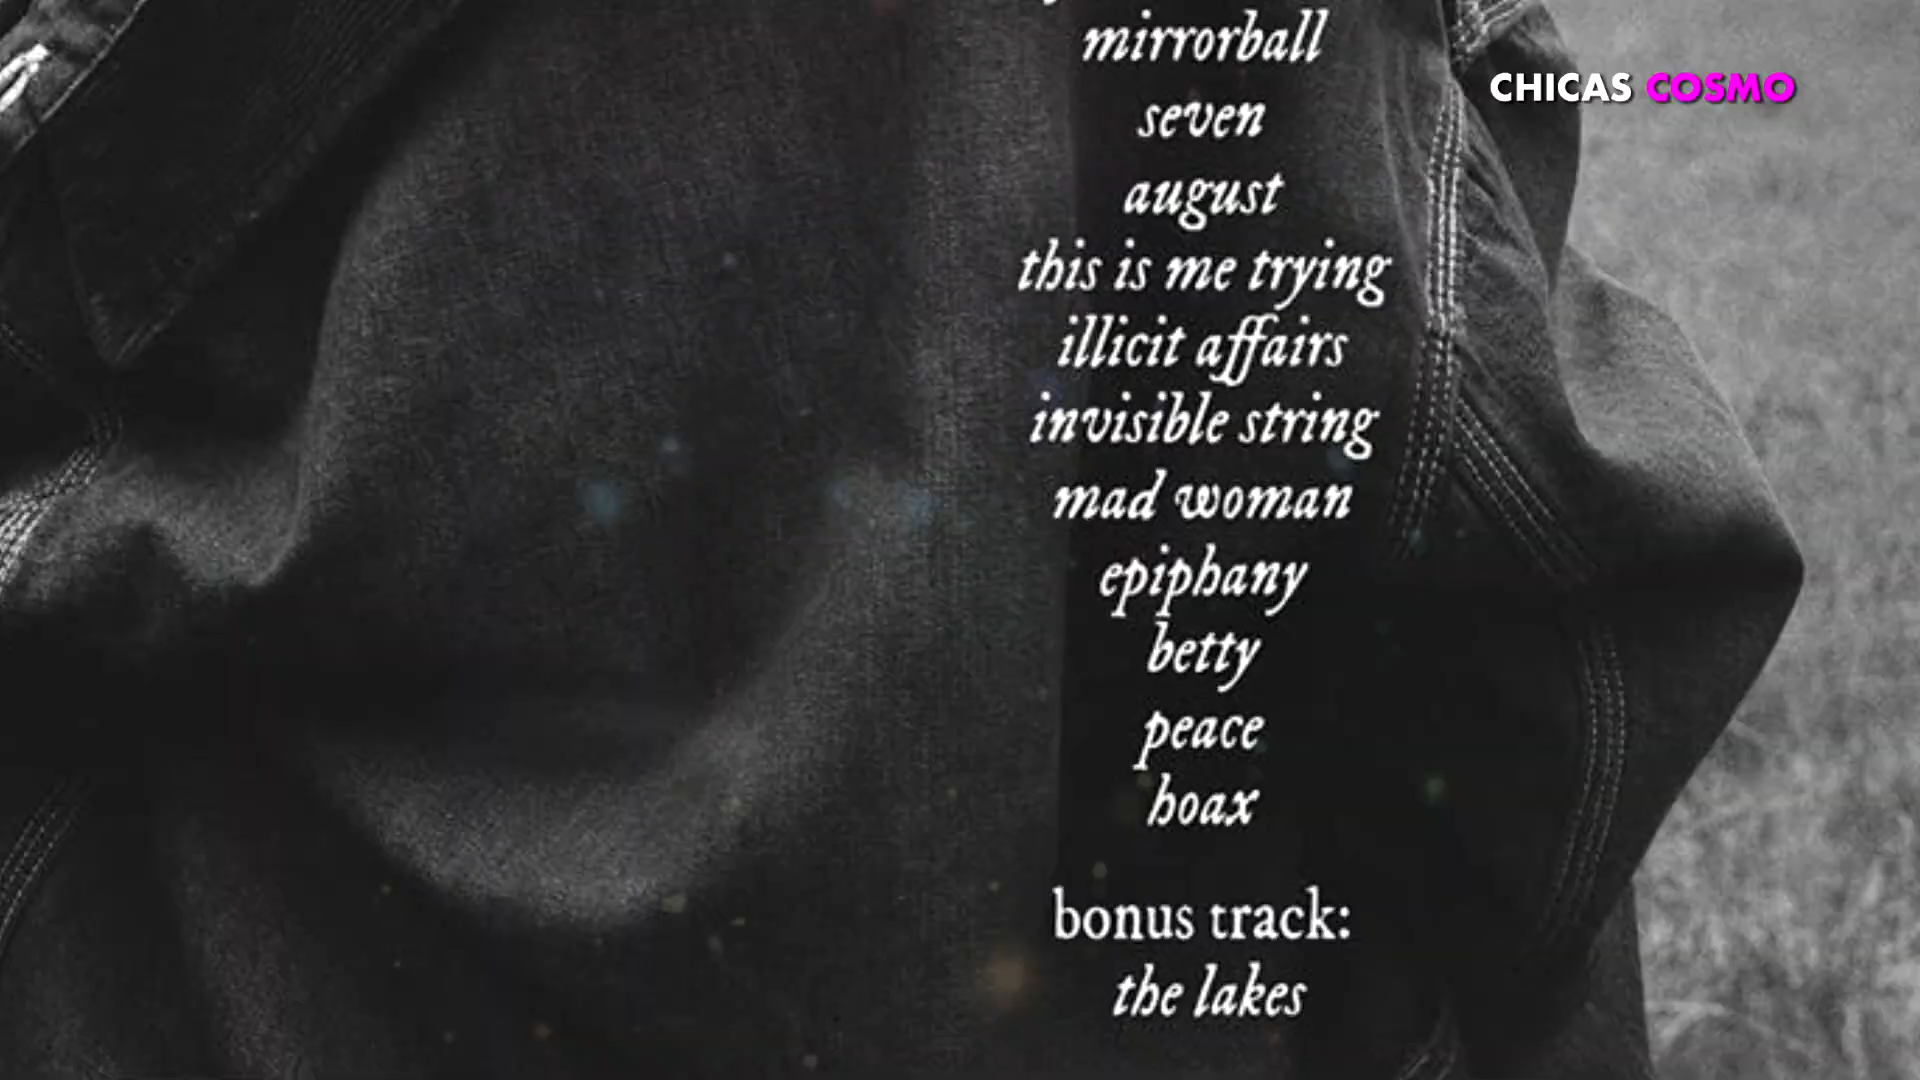 mirrorball
CHICAS COSMO
seven
august
this is me trying
illicit affairs
invisible string
mad woman
epiphany
betty
peace
hoax
bonus track:
the lakes